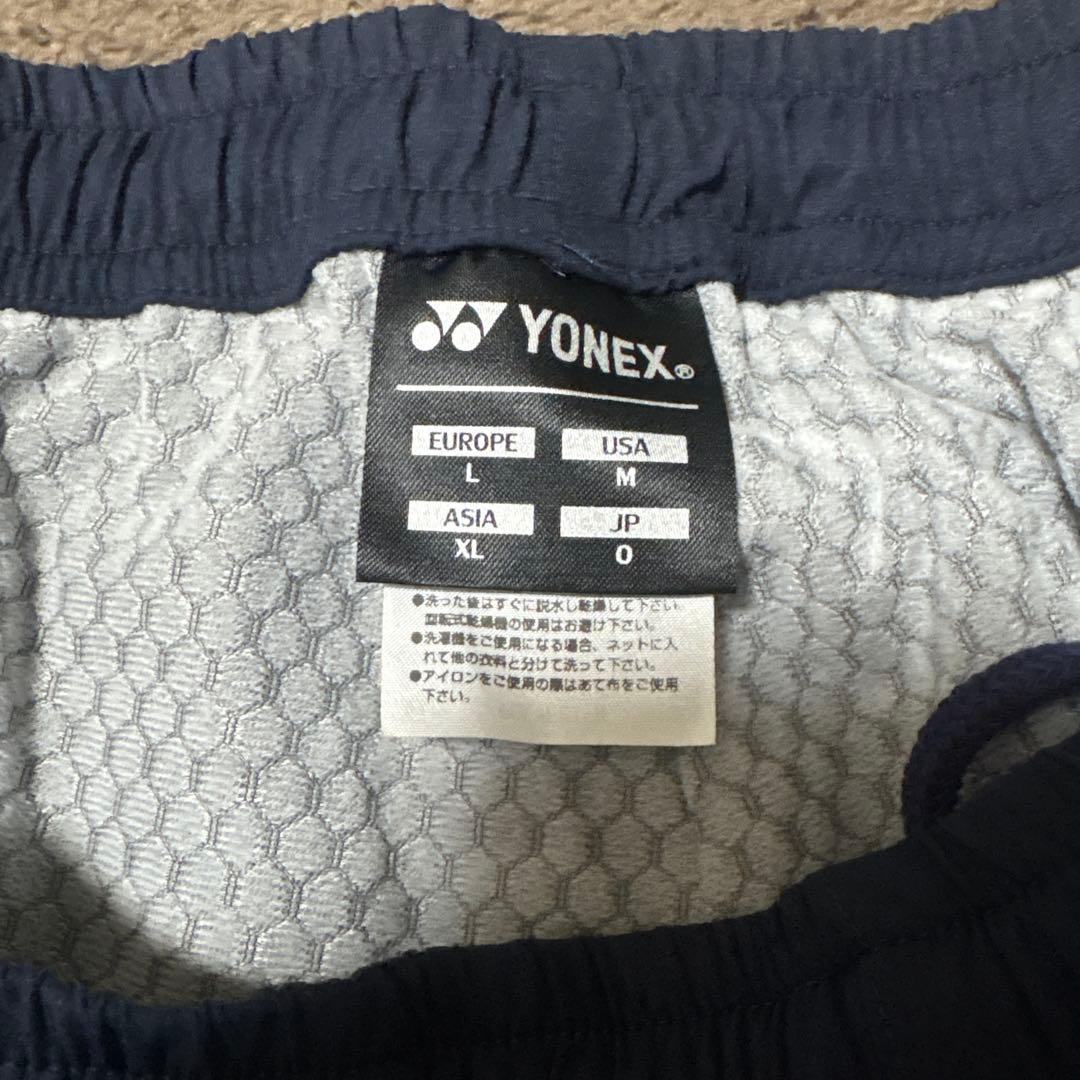 YONEX®
EUROPE USA
L M
ASIA JP
XL O
●洗った後はすぐに脱水し乾燥して下さい。
回転式乾燥機の使用はお避け下さい。
●洗濯機をご使用になる場合、ネットに入
れて他の衣料と分けて洗って下さい。
●アイロンをご使用の際はあて布をご使用
下さい。